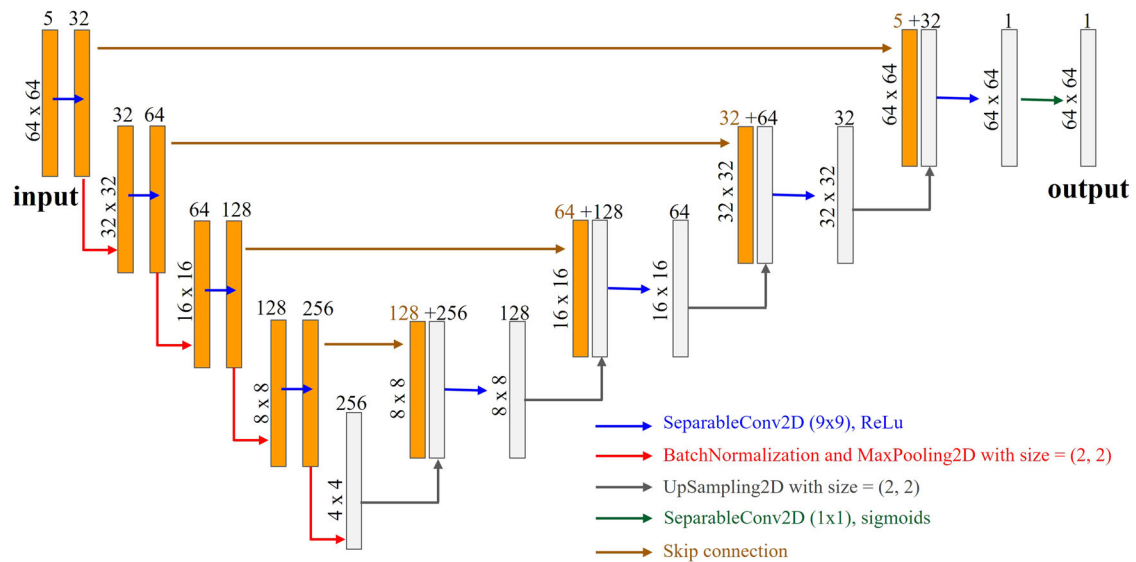 5 32
5 +32
1
1
64 x 64
64 x 64
64 x 64
64 x 64
input
output
32 64
32 +64
32
32 x 32
32 x 32
32 x 32
64 128
64 +128
64
16 x 16
16 x 16
16 x 16
128 256
128 +256
128
8 x 8
8 x 8
8 x 8
256
4 x 4
SeparableConv2D (9x9), ReLu
BatchNormalization and MaxPooling2D with size = (2, 2)
UpSampling2D with size = (2, 2)
SeparableConv2D (1x1), sigmoids
Skip connection